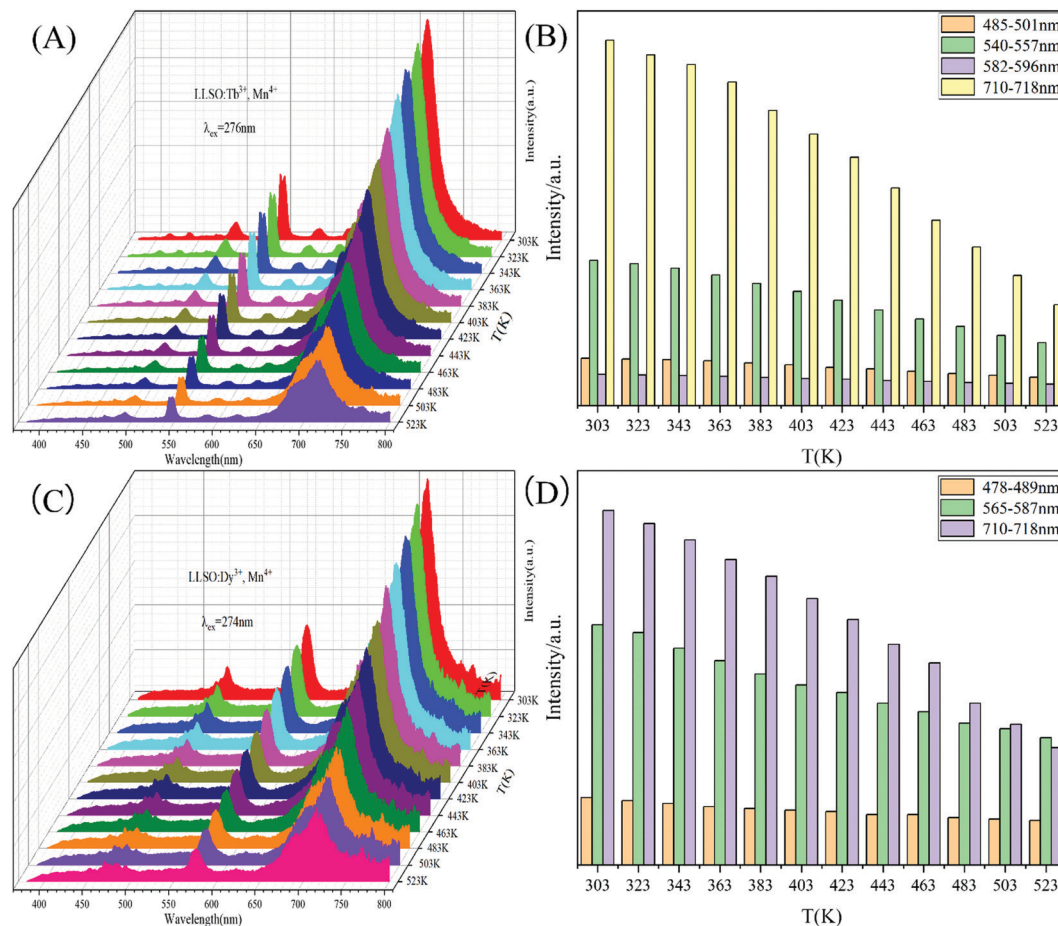 (A)
LLSO:Tb³⁺, Mn⁴⁺
λex=276nm
Intensity(a.u.)
303K
323K
343K
363K
383K
403K
423K
443K
463K
483K
503K
523K
T(K)
400 450 500 550 600 650 700 750 800
Wavelength(nm)
(B)
485-501nm
540-557nm
582-596nm
710-718nm
Intensity/a.u.
303 323 343 363 383 403 423 443 463 483 503 523
T(K)
(C)
LLSO:Dy³⁺, Mn⁴⁺
λex=274nm
Intensity(a.u.)
T(K)
303K
323K
343K
363K
383K
403K
423K
443K
463K
483K
503K
523K
T(K)
400 450 500 550 600 650 700 750 800
Wavelength(nm)
(D)
478-489nm
565-587nm
710-718nm
Intensity/a.u.
303 323 343 363 383 403 423 443 463 483 503 523
T(K)